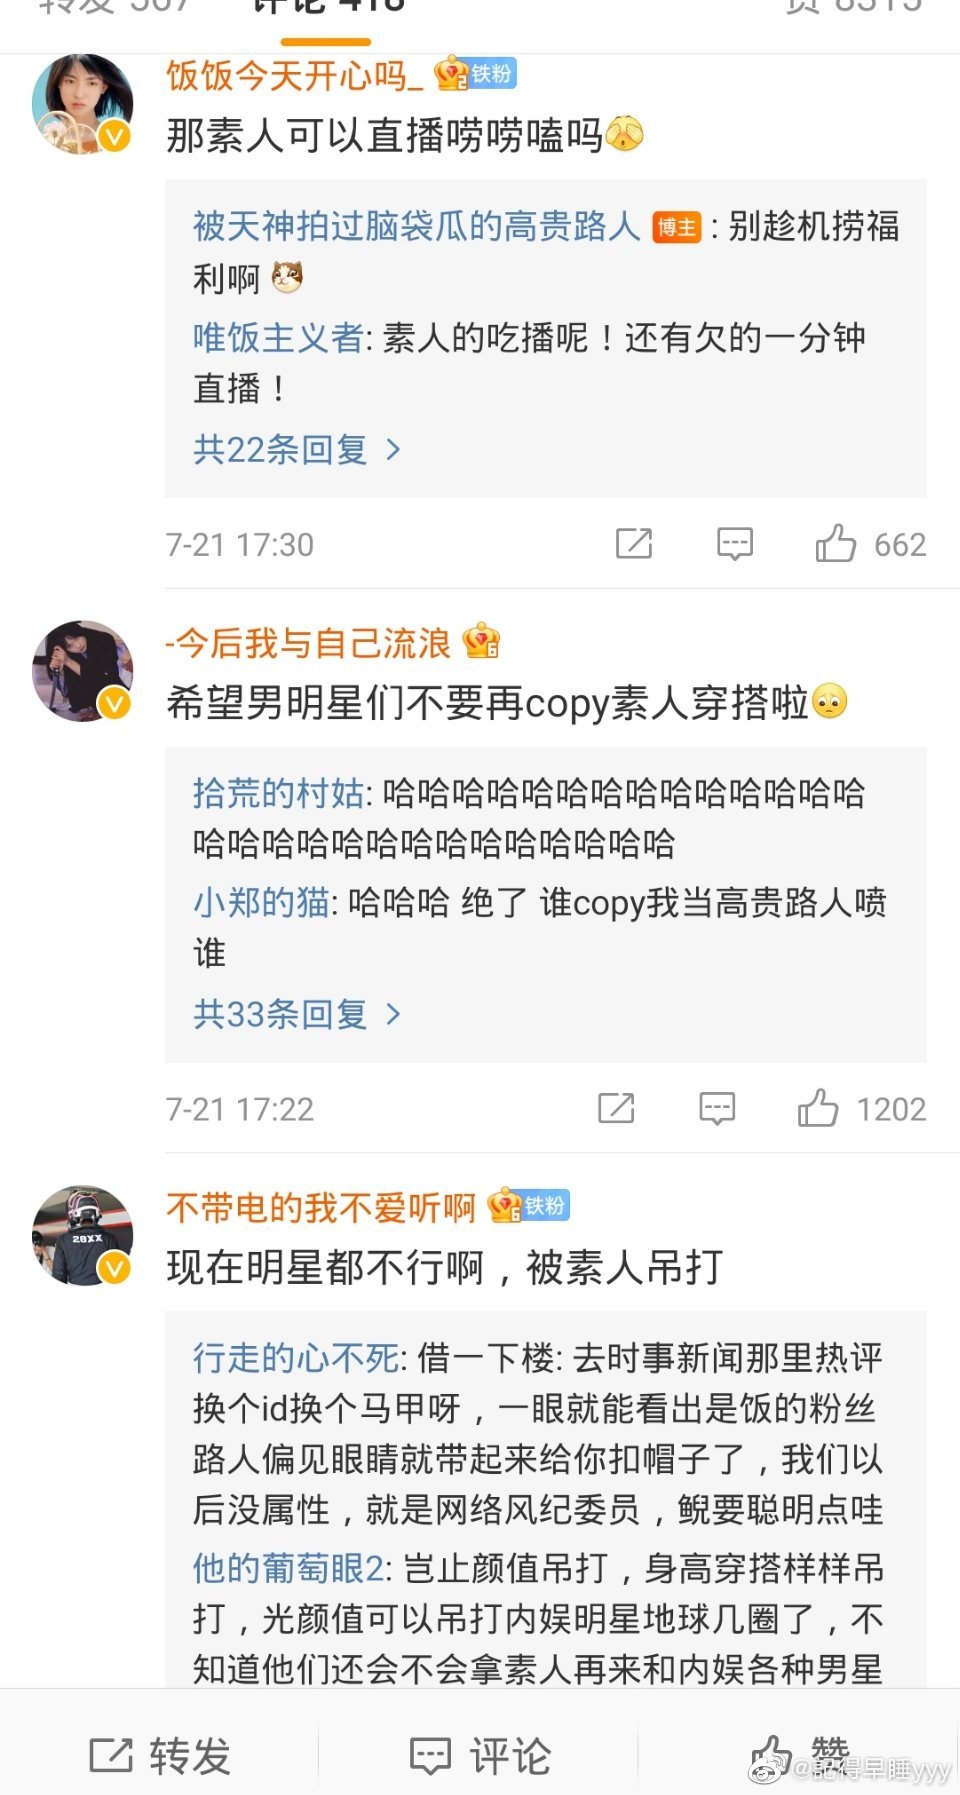 转发 567 评论 418 赞 8315
饭饭今天开心吗_ 2 铁粉
那素人可以直播唠唠嗑吗
被天神拍过脑袋瓜的高贵路人 博主 : 别趁机捞福
利啊
唯饭主义者: 素人的吃播呢！还有欠的一分钟
直播！
共22条回复 >
7-21 17:30 662
-今后我与自己流浪 6
希望男明星们不要再copy素人穿搭啦
拾荒的村姑: 哈哈哈哈哈哈哈哈哈哈哈哈哈哈
哈哈哈哈哈哈哈哈哈哈哈哈哈哈
小郑的猫: 哈哈哈 绝了 谁copy我当高贵路人喷
谁
共33条回复 >
7-21 17:22 1202
不带电的我不爱听啊 6 铁粉
28XX
现在明星都不行啊，被素人吊打
行走的心不死: 借一下楼: 去时事新闻那里热评
换个id换个马甲呀，一眼就能看出是饭的粉丝
路人偏见眼睛就带起来给你扣帽子了，我们以
后没属性，就是网络风纪委员，鲵要聪明点哇
他的葡萄眼2: 岂止颜值吊打，身高穿搭样样吊
打，光颜值可以吊打内娱明星地球几圈了，不
知道他们还会不会拿素人再来和内娱各种男星
转发 评论 赞
@記得早睡yyy